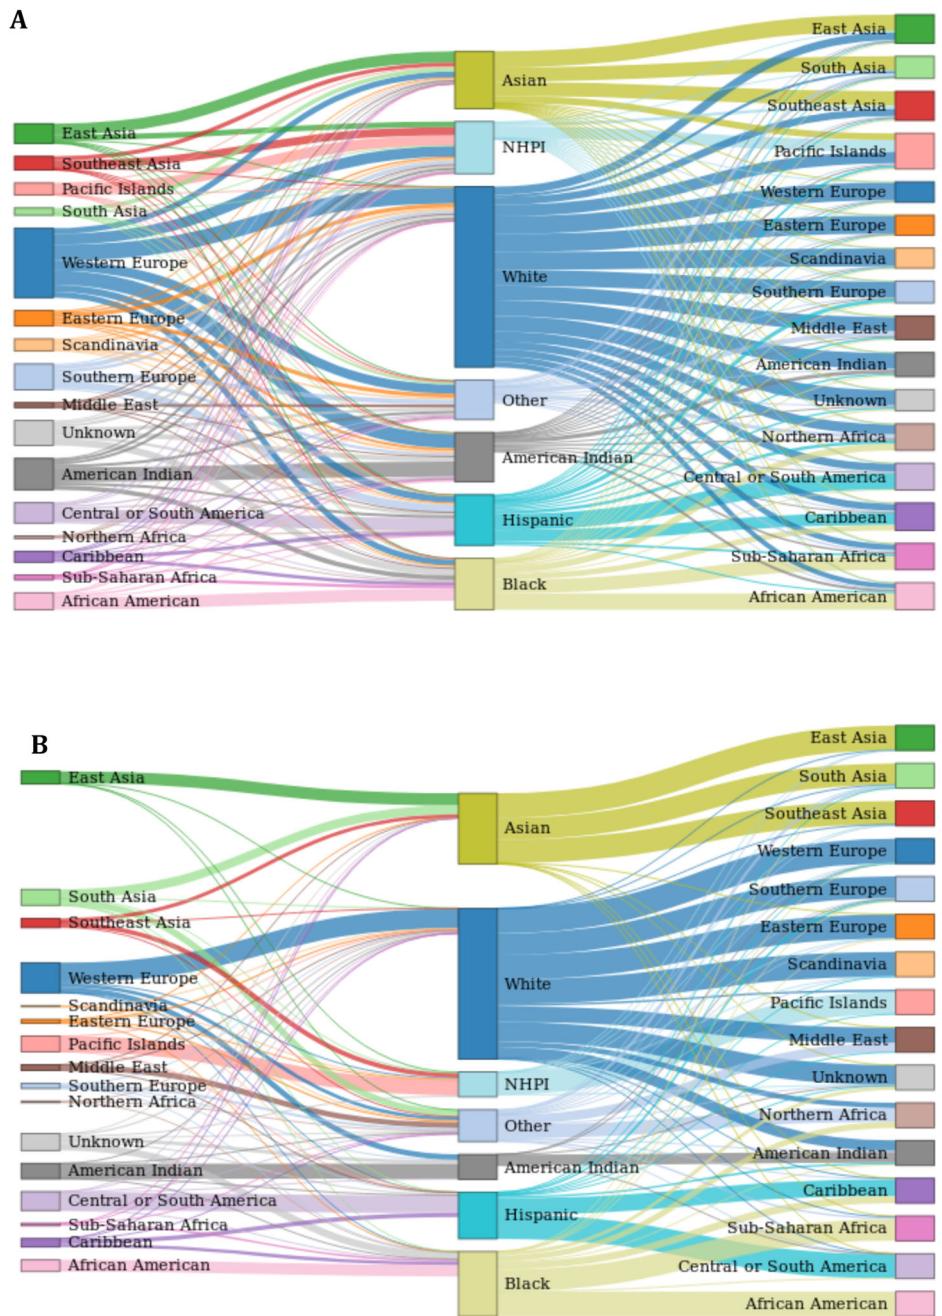 A
East Asia
Southeast Asia
Pacific Islands
South Asia
Western Europe
Eastern Europe
Scandinavia
Southern Europe
Middle East
Unknown
American Indian
Central or South America
Northern Africa
Caribbean
Sub-Saharan Africa
African American
Asian
NHPI
White
Other
American Indian
Hispanic
Black
East Asia
South Asia
Southeast Asia
Pacific Islands
Western Europe
Eastern Europe
Scandinavia
Southern Europe
Middle East
American Indian
Unknown
Northern Africa
Central or South America
Caribbean
Sub-Saharan Africa
African American
B
East Asia
South Asia
Southeast Asia
Western Europe
Scandinavia
Eastern Europe
Pacific Islands
Middle East
Southern Europe
Northern Africa
Unknown
American Indian
Central or South America
Sub-Saharan Africa
Caribbean
African American
Asian
White
NHPI
Other
American Indian
Hispanic
Black
East Asia
South Asia
Southeast Asia
Western Europe
Southern Europe
Eastern Europe
Scandinavia
Pacific Islands
Middle East
Unknown
Northern Africa
American Indian
Caribbean
Sub-Saharan Africa
Central or South America
African American